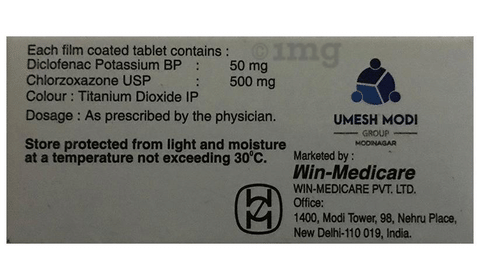 Each film coated tablet contains :
Diclofenac Potassium BP : 50 mg
Chlorzoxazone USP : 500 mg
Colour : Titanium Dioxide IP
Dosage : As prescribed by the physician.
Store protected from light and moisture
at a temperature not exceeding 30°C.
1mg
UMESH MODI
GROUP
MODINAGAR
Marketed by :
Win-Medicare
WIN-MEDICARE PVT. LTD.
Office:
1400, Modi Tower, 98, Nehru Place,
New Delhi-110 019, India.